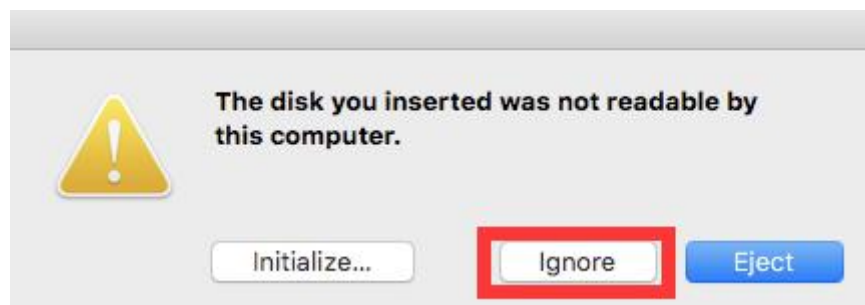 The disk you inserted was not readable by
this computer.
Initialize... Ignore Eject